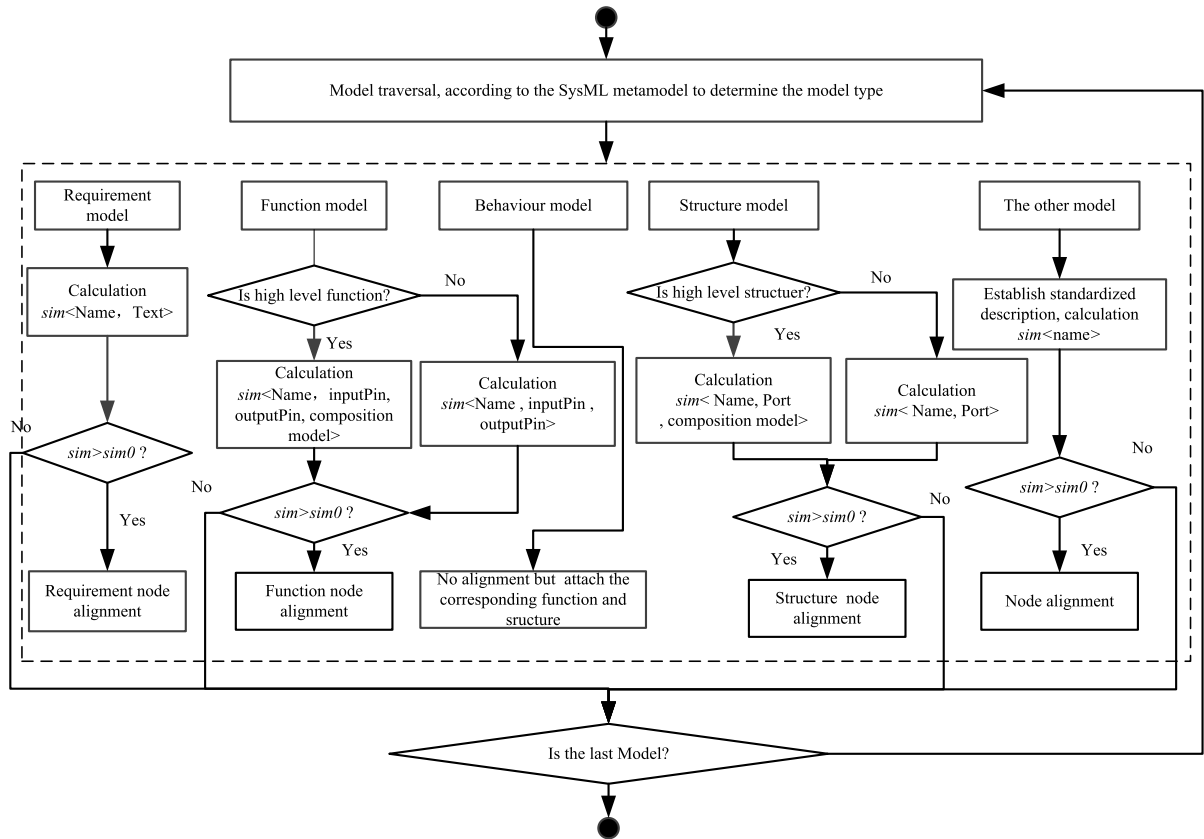 Model traversal, according to the SysML metamodel to determine the model type
Requirement
model
Function model
Behaviour model
Structure model
The other model
Calculation
sim<Name，Text>
Is high level function?
No
Yes
Is high level structuer?
No
Yes
Establish standardized
description, calculation
sim<name>
Calculation
sim<Name，inputPin,
outputPin, composition
model>
Calculation
sim<Name , inputPin ,
outputPin>
Calculation
sim< Name, Port
, composition model>
Calculation
sim< Name, Port>
No
sim>sim0 ?
Yes
No
sim>sim0 ?
Yes
No
sim>sim0 ?
Yes
No
sim>sim0 ?
Yes
Requirement node
alignment
Function node
alignment
No alignment but attach the
corresponding function and
sructure
Structure node
alignment
Node alignment
Is the last Model?